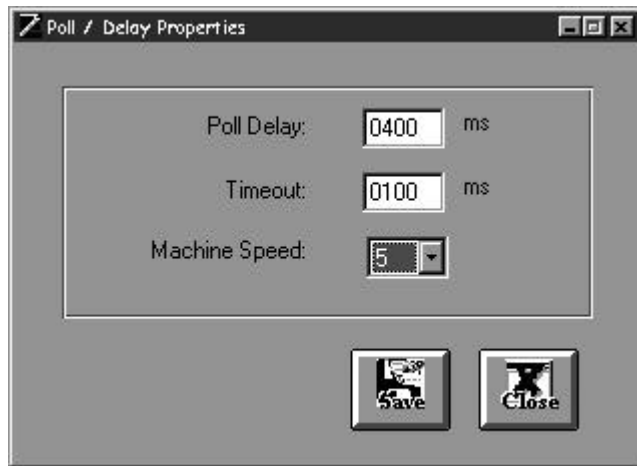 Poll / Delay Properties
Poll Delay: 0400 ms
Timeout: 0100 ms
Machine Speed: 5
Save Close